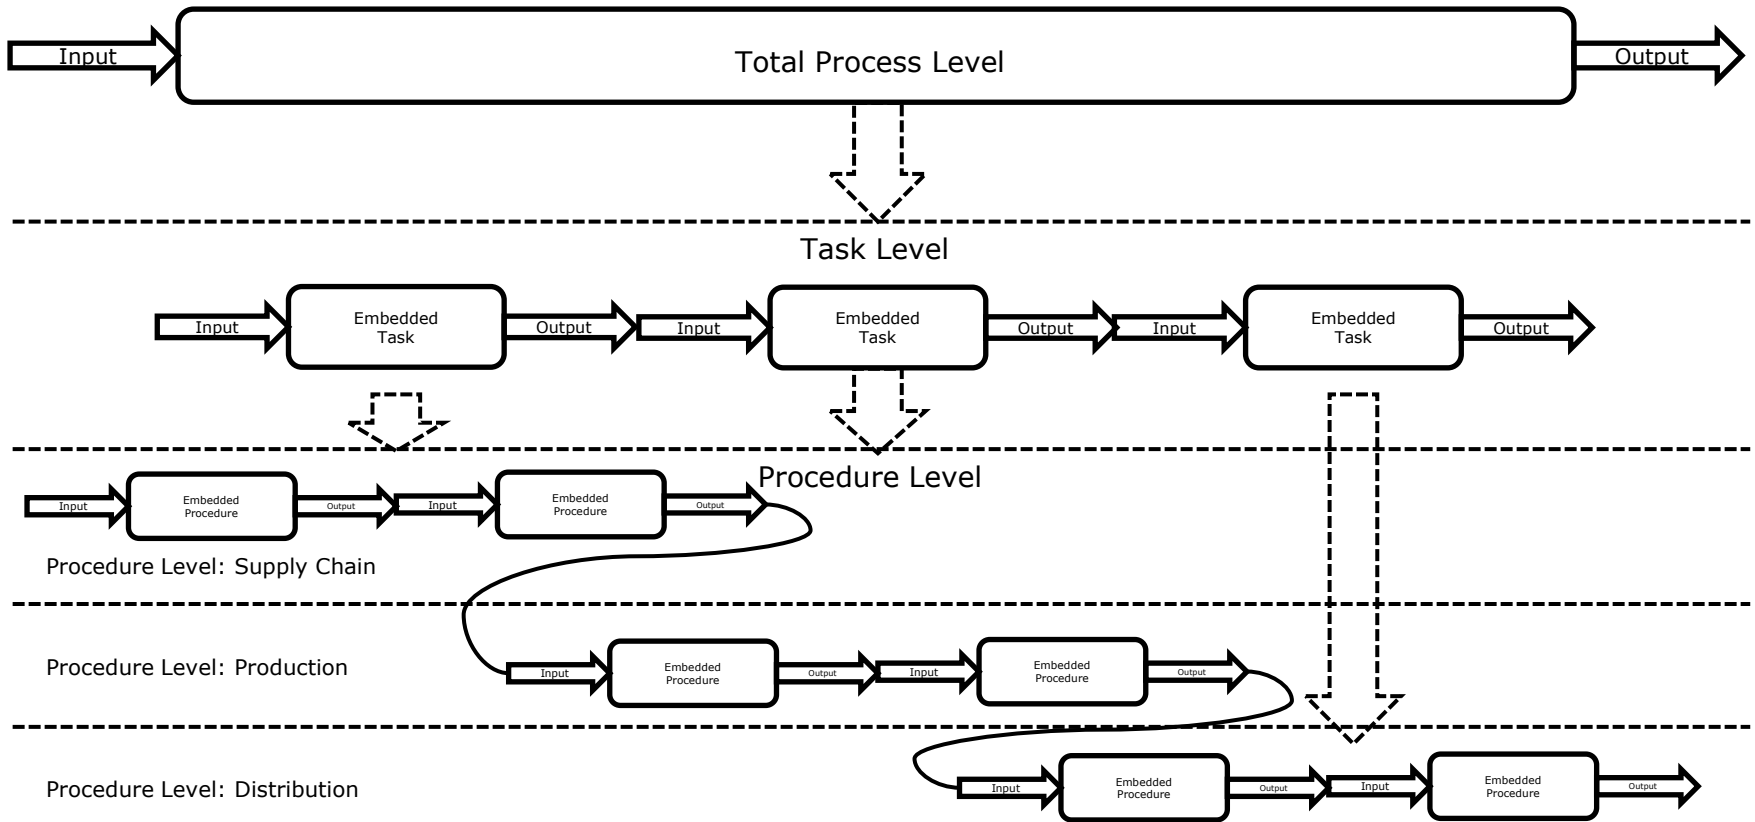 Input
Total Process Level
Output
Task Level
Input
Embedded
Task
Output
Input
Embedded
Task
Output
Input
Embedded
Task
Output
Procedure Level
Input
Embedded
Procedure
Output
Input
Embedded
Procedure
Output
Procedure Level: Supply Chain
Procedure Level: Production
Input
Embedded
Procedure
Output
Input
Embedded
Procedure
Output
Procedure Level: Distribution
Input
Embedded
Procedure
Output
Input
Embedded
Procedure
Output